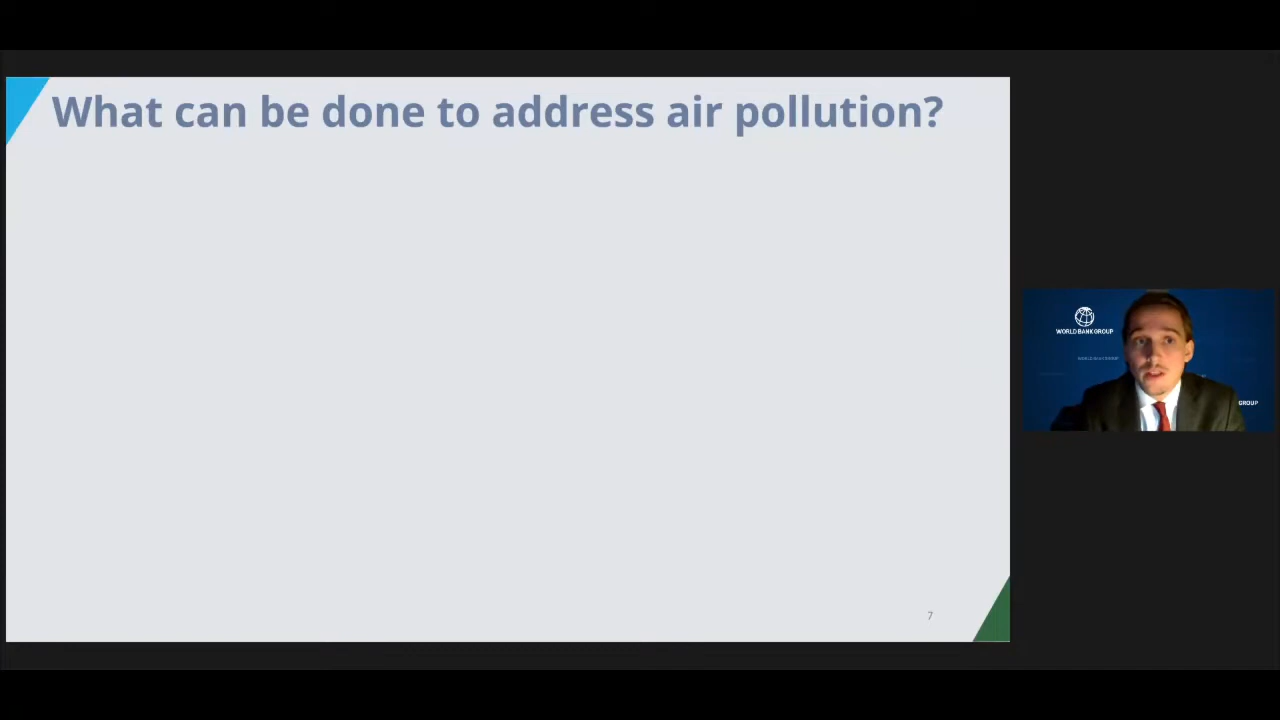 What can be done to address air pollution?
7
WORLD BANK GROUP
GROUP